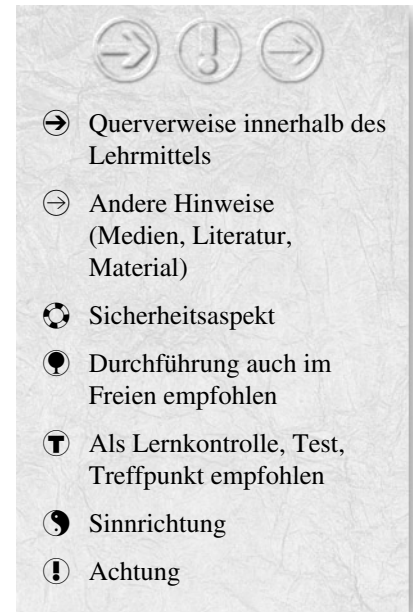 Querverweise innerhalb des
Lehrmittels
Andere Hinweise
(Medien, Literatur,
Material)
Sicherheitsaspekt
Durchführung auch im
Freien empfohlen
T Als Lernkontrolle, Test,
Treffpunkt empfohlen
Sinnrichtung
! Achtung